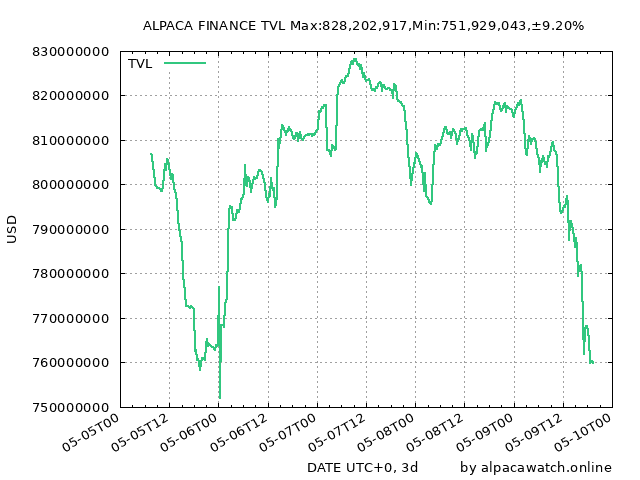 ALPACA FINANCE TVL Max:828,202,917,Min:751,929,043,±9.20%
TVL
830000000
820000000
810000000
800000000
790000000
780000000
770000000
760000000
750000000
USD
05-05T00
05-05T12
05-06T00
05-06T12
05-07T00
05-07T12
05-08T00
05-08T12
05-09T00
05-09T12
05-10T00
DATE UTC+0, 3d
by alpacawatch.online